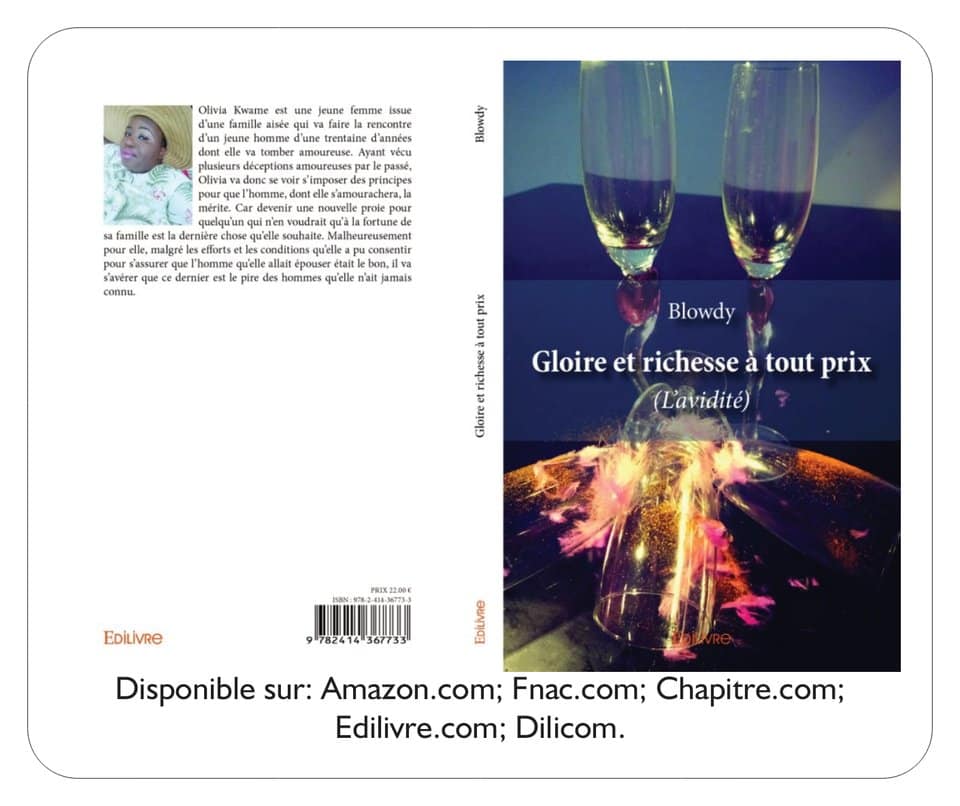 Olivia Kwame est une jeune femme issue
d'une famille aisée qui va faire la rencontre
d'un jeune homme d'une trentaine d'années
dont elle va tomber amoureuse. Ayant vécu
plusieurs déceptions amoureuses par le passé,
Olivia va donc se voir s'imposer des principes
pour que l'homme, dont elle s'amourachera, la
mérite. Car devenir une nouvelle proie pour
quelqu'un qui n'en voudrait qu'à la fortune de
sa famille est la dernière chose qu'elle souhaite. Malheureusement
pour elle, malgré les efforts et les conditions qu'elle a pu consentir
pour s'assurer que l'homme qu'elle allait épouser était le bon, il va
s'avérer que ce dernier est le pire des hommes qu'elle n'ait jamais
connu.
PRIX 22.00 €
ISBN : 978-2-414-36773-3
9 782414 367733
EDILIVRE
Blowdy
Gloire et richesse à tout prix
EDILIVRE
Blowdy
Gloire et richesse à tout prix
(L'avidité)
EDILIVRE
Disponible sur: Amazon.com; Fnac.com; Chapitre.com;
Edilivre.com; Dilicom.